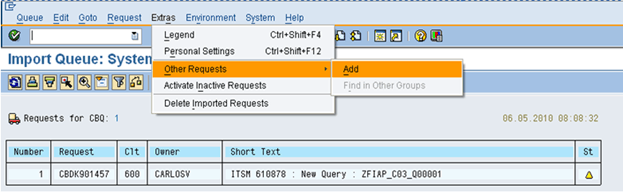 Queue Edit Goto Request Extras Environment System Help
Legend Ctrl+Shift+F4
Personal Settings Ctrl+Shift+F12
Import Queue: System
Other Requests Add
Activate Inactive Requests Find in Other Groups
Delete Imported Requests
Requests for CBQ: 1 06.05.2010 08:08:32
Number Request Clt Owner Short Text St
1 CBDK901457 600 CARLOSV ITSM 610878 : New Query : ZFIAP_C03_Q00001